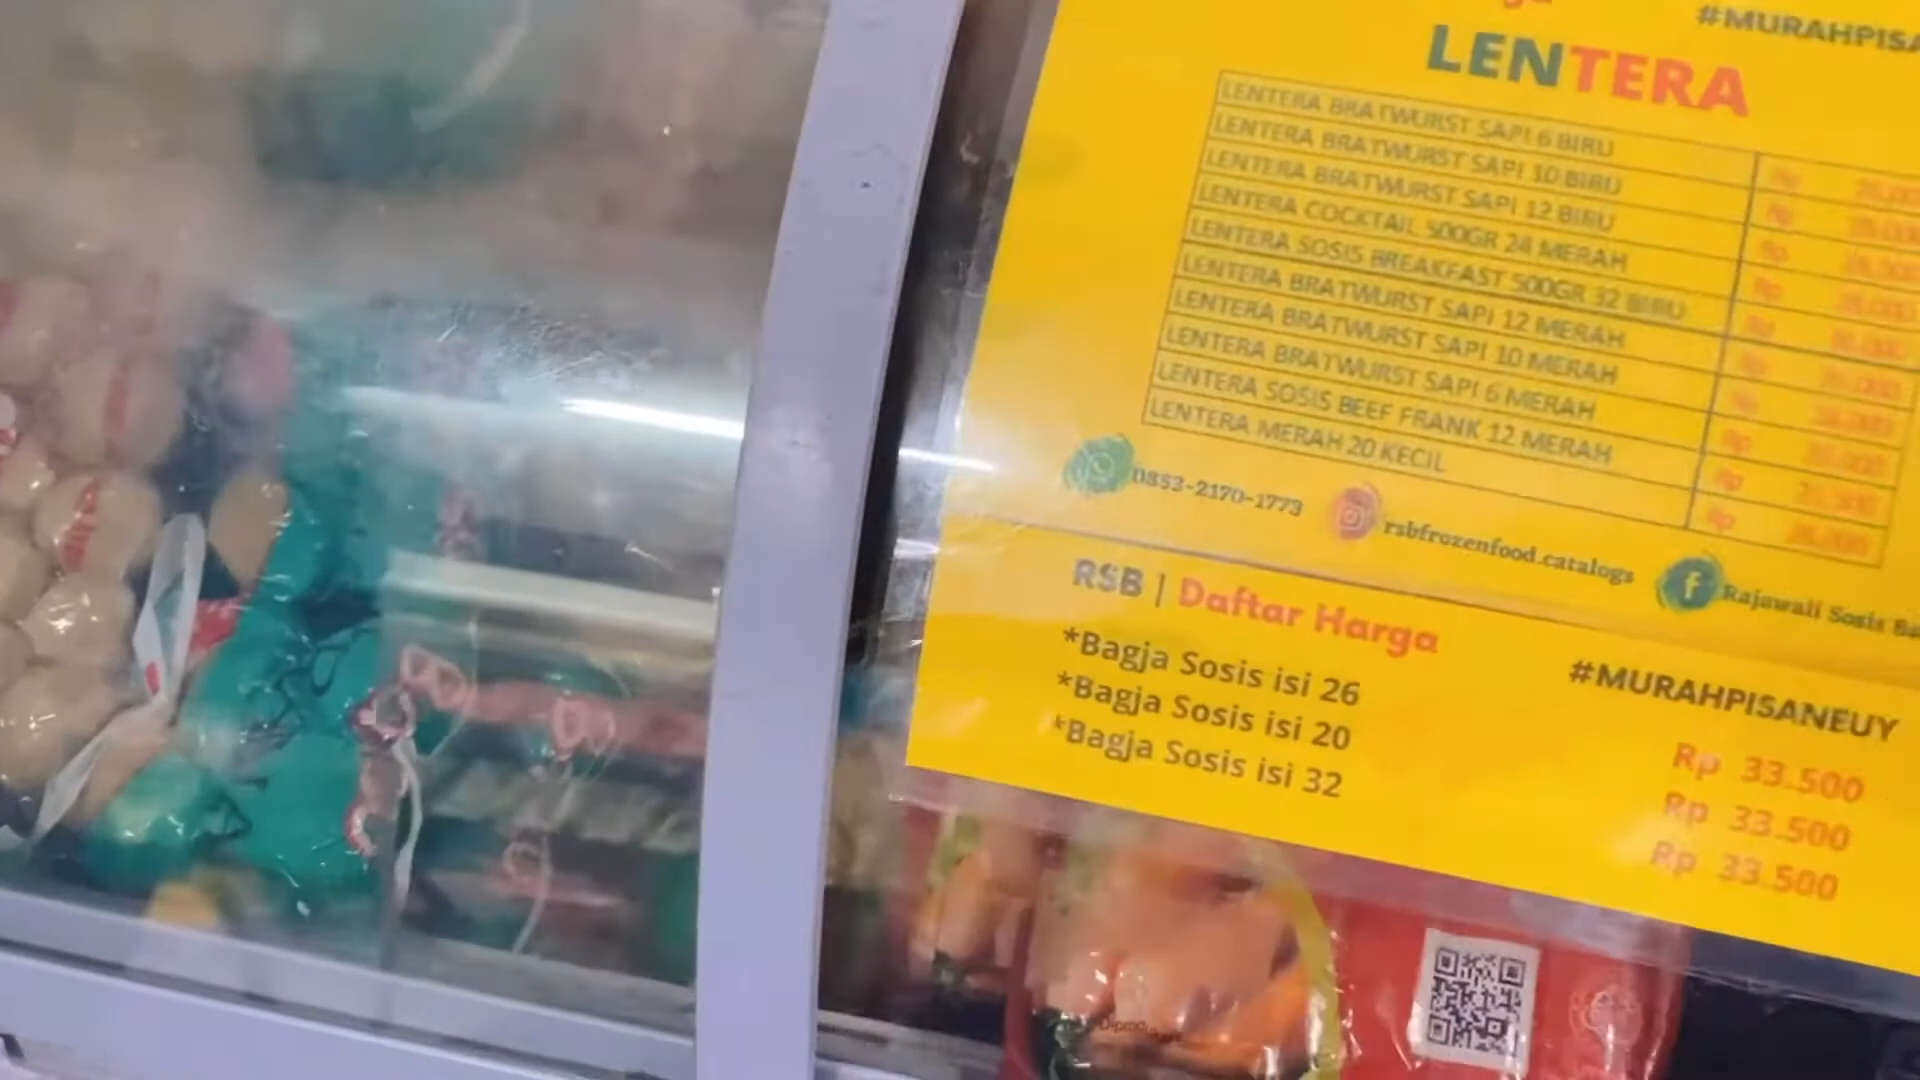 LENTERA
LENTERA BRATWURST SAPI 6 BIRU
LENTERA BRATWURST SAPI 10 BIRU
LENTERA BRATWURST SAPI 12 BIRU
LENTERA COCKTAIL 500GR 24 MERAH
LENTERA SOSIS BREAKFAST 500GR 32 BIRU
LENTERA BRATWURST SAPI 12 MERAH
LENTERA BRATWURST SAPI 10 MERAH
LENTERA BRATWURST SAPI 6 MERAH
LENTERA SOSIS BEEF FRANK 12 MERAH
LENTERA MERAH 20 KECIL
0853-2170-1773
rsbfrozenfood.catalogs
Rajawali Sosis
RSB | Daftar Harga
#MURAHPISANEUY
*Bagja Sosis isi 26 Rp 33.500
*Bagja Sosis isi 20 Rp 33.500
*Bagja Sosis isi 32 Rp 33.500